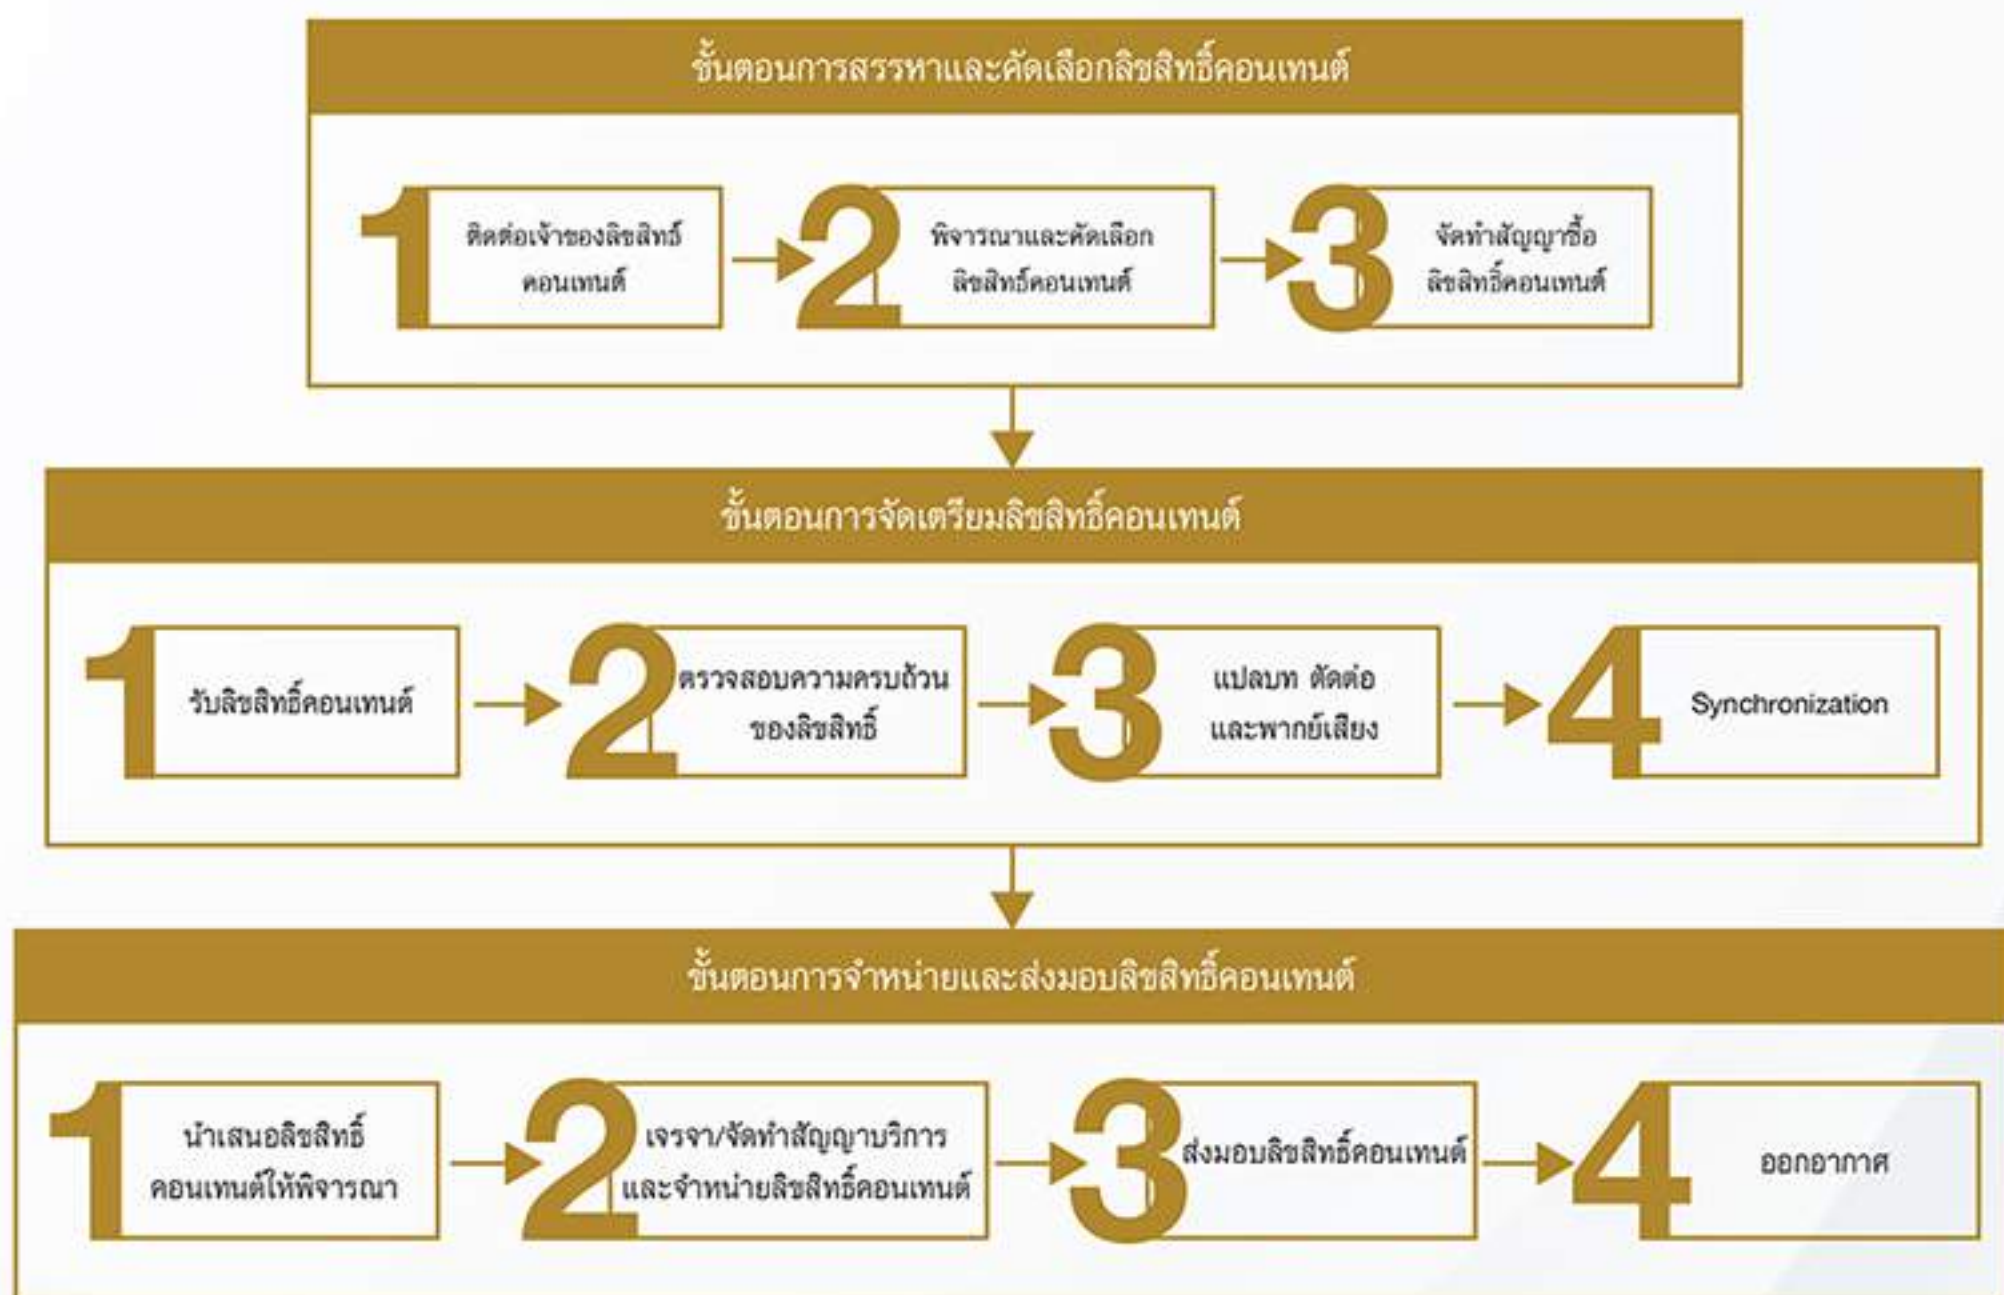 ขั้นตอนการสรรหาและคัดเลือกลิขสิทธิ์คอนเทนต์
1
ติดต่อเจ้าของลิขสิทธิ์
คอนเทนต์
2
พิจารณาและคัดเลือก
ลิขสิทธิ์คอนเทนต์
3
จัดทำสัญญาซื้อ
ลิขสิทธิ์คอนเทนต์
ขั้นตอนการจัดเตรียมลิขสิทธิ์คอนเทนต์
1
รับลิขสิทธิ์คอนเทนต์
2
ตรวจสอบความครบถ้วน
ของลิขสิทธิ์
3
แปลบท ตัดต่อ
และพากย์เสียง
4
Synchronization
ขั้นตอนการจำหน่ายและส่งมอบลิขสิทธิ์คอนเทนต์
1
นำเสนอลิขสิทธิ์
คอนเทนต์ให้พิจารณา
2
เจรจา/จัดทำสัญญาบริการ
และจำหน่ายลิขสิทธิ์คอนเทนต์
3
ส่งมอบลิขสิทธิ์คอนเทนต์
4
ออกอากาศ